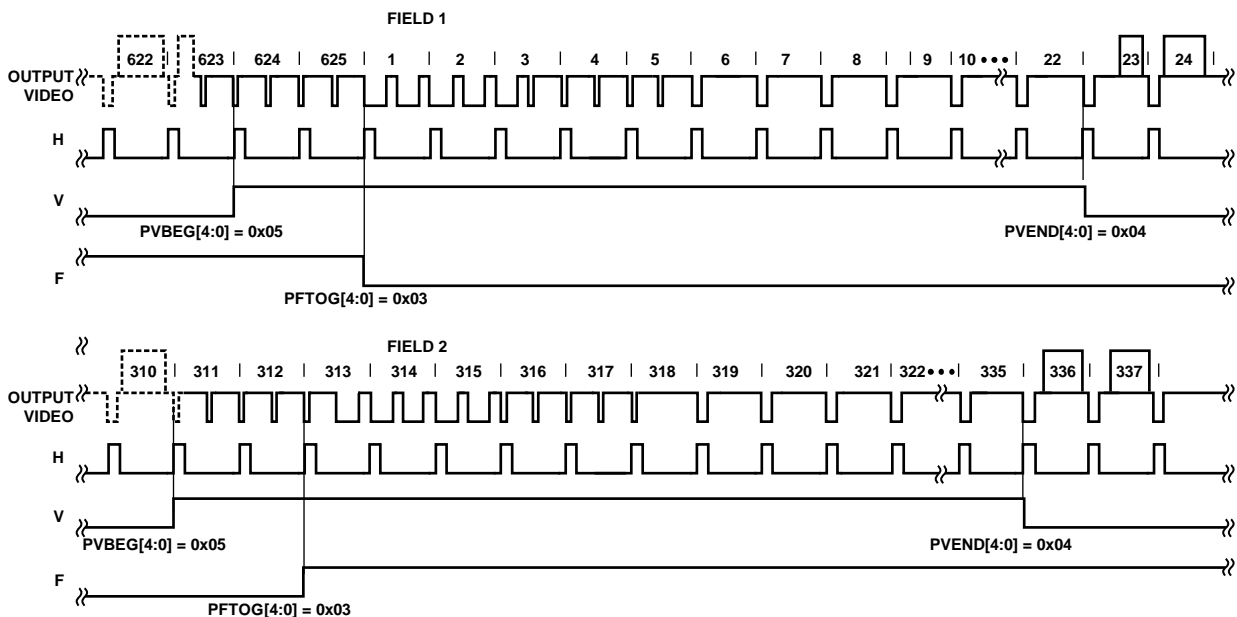 FIELD 1
622 623 624 625 1 2 3 4 5 6 7 8 9 10 ••• 22 23 24
OUTPUT
VIDEO
H
V
PVBEG[4:0] = 0x05
PVEND[4:0] = 0x04
F
PFTOG[4:0] = 0x03
FIELD 2
310 311 312 313 314 315 316 317 318 319 320 321 322 ••• 335 336 337
OUTPUT
VIDEO
H
V
PVBEG[4:0] = 0x05
PVEND[4:0] = 0x04
F
PFTOG[4:0] = 0x03